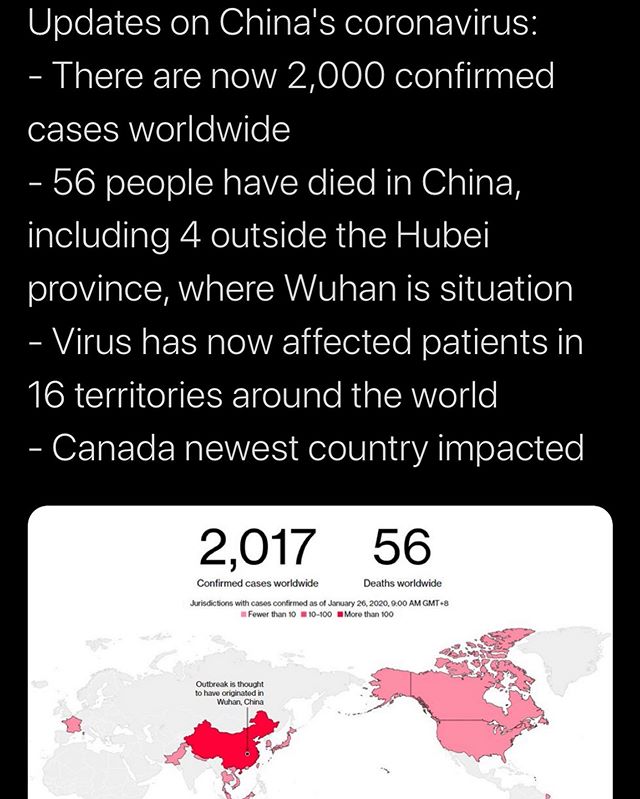 Updates on China's coronavirus:
- There are now 2,000 confirmed
cases worldwide
- 56 people have died in China,
including 4 outside the Hubei
province, where Wuhan is situation
- Virus has now affected patients in
16 territories around the world
- Canada newest country impacted
2,017 56
Confirmed cases worldwide Deaths worldwide
Jurisdictions with cases confirmed as of January 26, 2020, 9:00 AM GMT+8
Fewer than 10 10–100 More than 100
Outbreak is thought
to have originated in
Wuhan, China